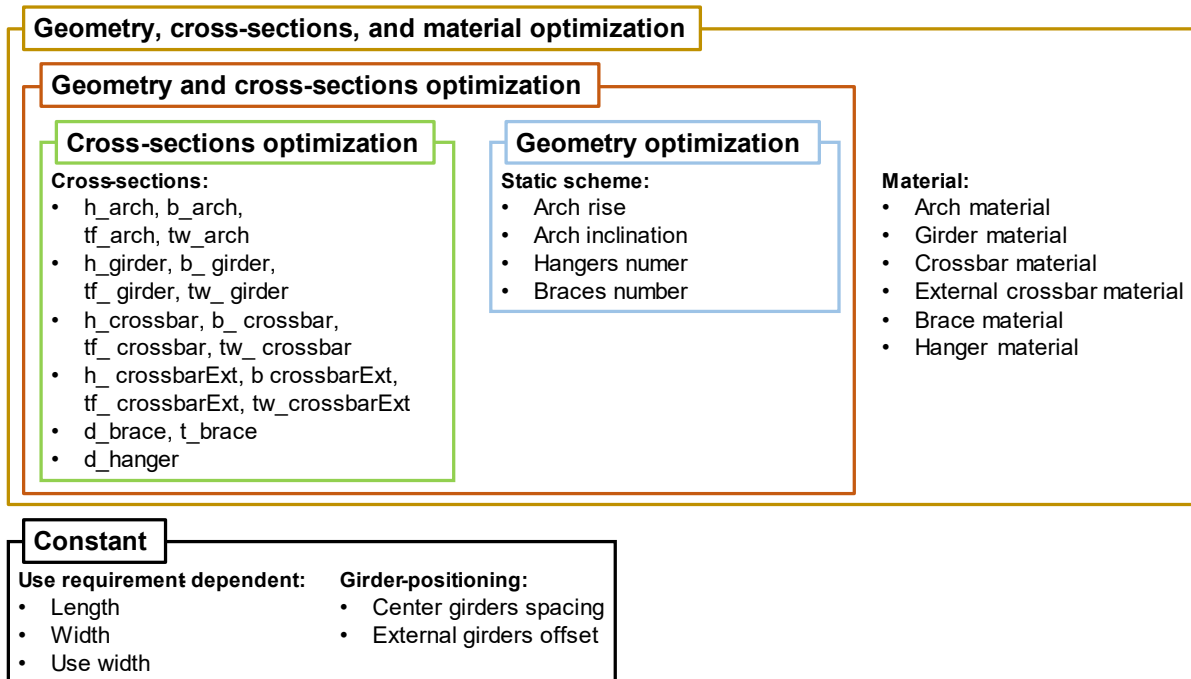 Geometry, cross-sections, and material optimization
Geometry and cross-sections optimization
Cross-sections optimization
Cross-sections:
• h_arch, b_arch,
tf_arch, tw_arch
• h_girder, b_ girder,
tf_ girder, tw_ girder
• h_crossbar, b_ crossbar,
tf_ crossbar, tw_ crossbar
• h_ crossbarExt, b crossbarExt,
tf_ crossbarExt, tw_crossbarExt
• d_brace, t_brace
• d_hanger
Geometry optimization
Static scheme:
• Arch rise
• Arch inclination
• Hangers numer
• Braces number
Material:
• Arch material
• Girder material
• Crossbar material
• External crossbar material
• Brace material
• Hanger material
Constant
Use requirement-dependent:
• Length
• Width
• Use width
Girder-positioning:
• Center girders spacing
• External girders offset